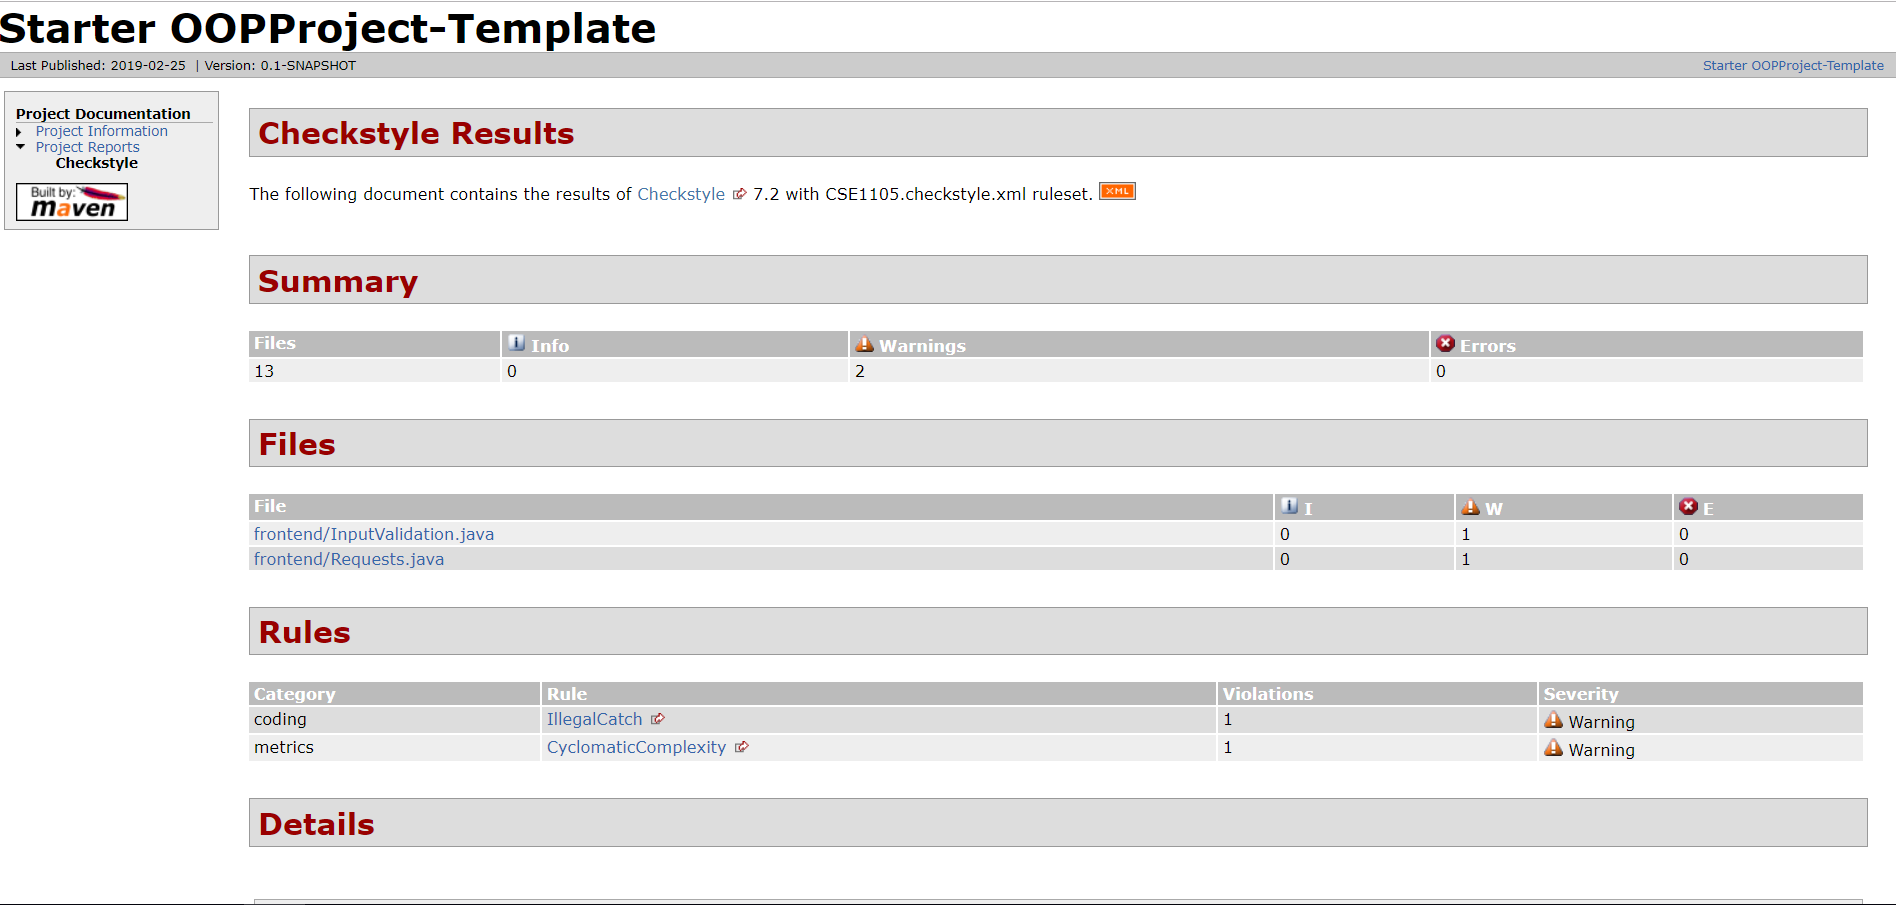 Starter OOPProject-Template
Last Published: 2019-02-25 | Version: 0.1-SNAPSHOT Starter OOPProject-Template
Project Documentation
Project Information
Project Reports
Checkstyle
Built by:
maven
Checkstyle Results
The following document contains the results of Checkstyle 7.2 with CSE1105.checkstyle.xml ruleset. XML
Summary
Files Info Warnings Errors
13 0 2 0
Files
File I W E
frontend/InputValidation.java 0 1 0
frontend/Requests.java 0 1 0
Rules
Category Rule Violations Severity
coding IllegalCatch 1 Warning
metrics CyclomaticComplexity 1 Warning
Details